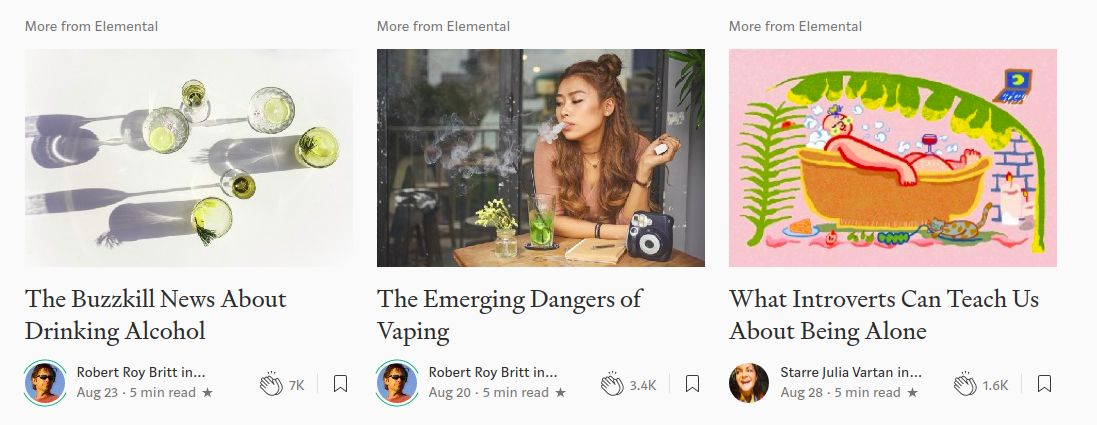 More from Elemental
The Buzzkill News About
Drinking Alcohol
Robert Roy Britt in...
Aug 23 · 5 min read ★
7K
More from Elemental
The Emerging Dangers of
Vaping
Robert Roy Britt in...
Aug 20 · 5 min read ★
3.4K
More from Elemental
What Introverts Can Teach Us
About Being Alone
Starre Julia Vartan in...
Aug 28 · 5 min read ★
1.6K